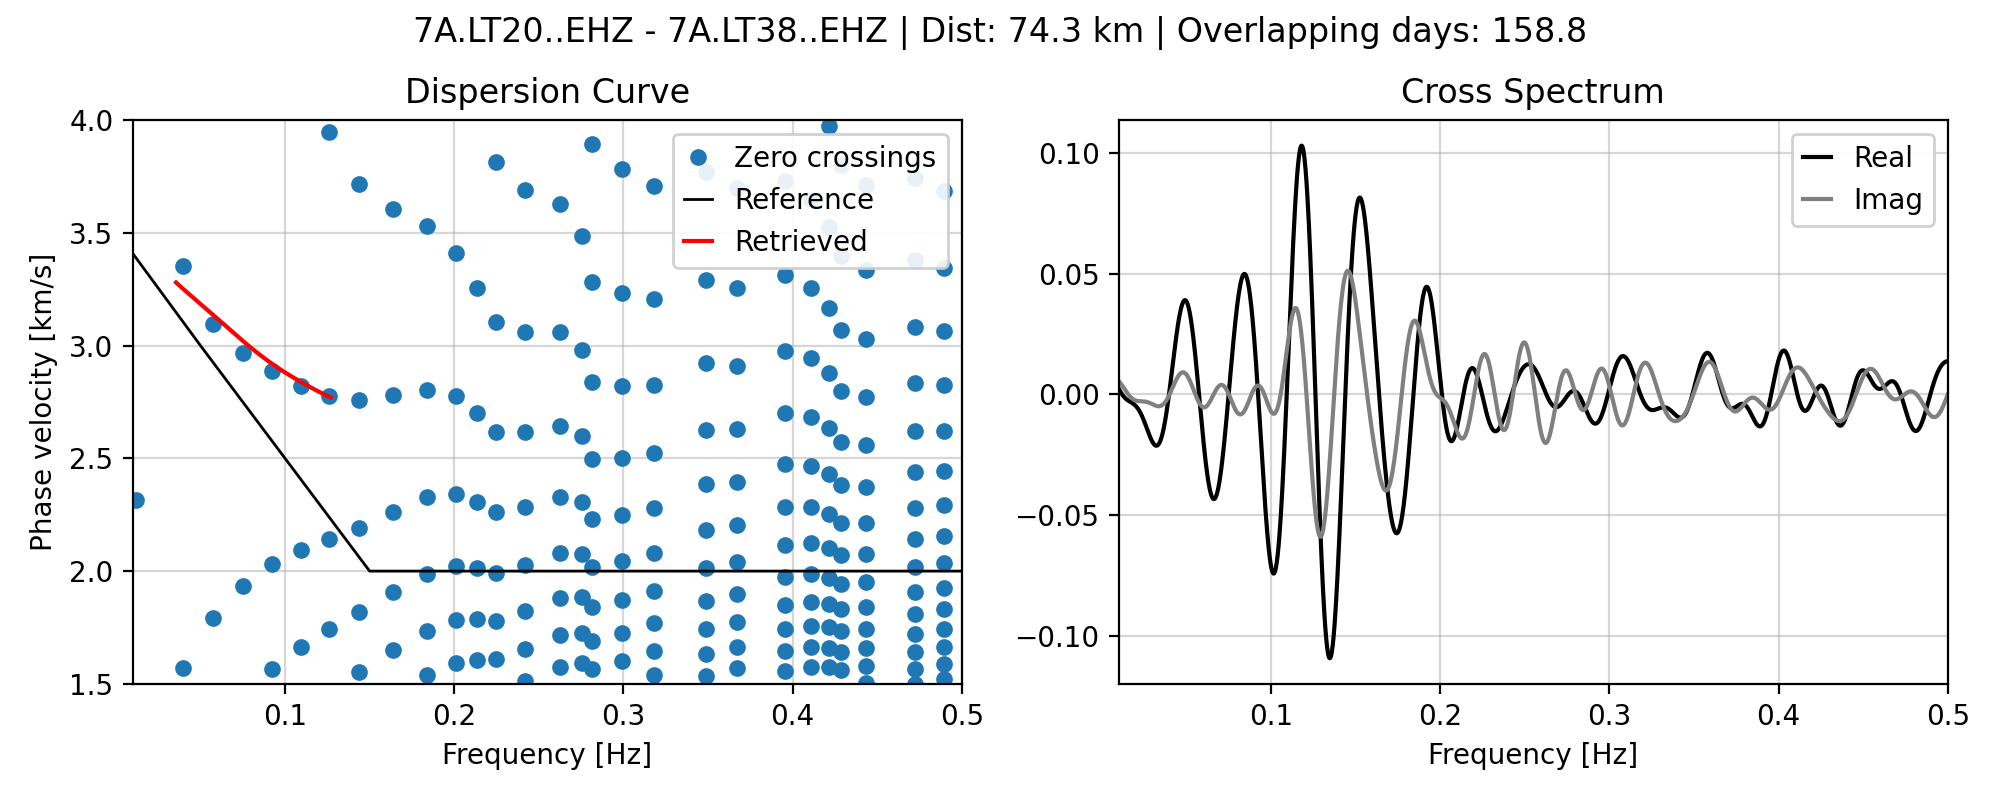 7A.LT20..EHZ - 7A.LT38..EHZ | Dist: 74.3 km | Overlapping days: 158.8
Dispersion Curve
4.0
3.5
3.0
2.5
2.0
1.5
Phase velocity [km/s]
0.1 0.2 0.3 0.4 0.5
Frequency [Hz]
Zero crossings
Reference
Retrieved
Cross Spectrum
0.10
0.05
0.00
−0.05
−0.10
0.1 0.2 0.3 0.4 0.5
Frequency [Hz]
Real
Imag